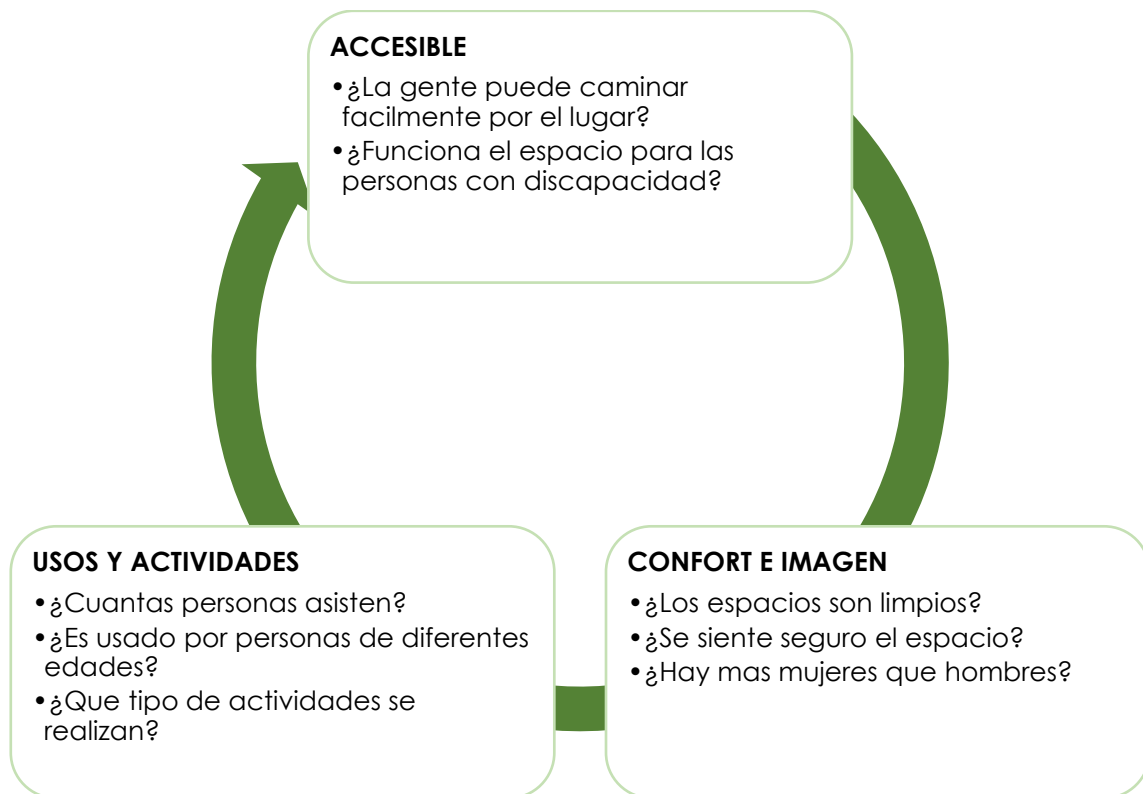 ACCESIBLE
•¿La gente puede caminar
facilmente por el lugar?
•¿Funciona el espacio para las
personas con discapacidad?
USOS Y ACTIVIDADES
•¿Cuantas personas asisten?
•¿Es usado por personas de diferentes
edades?
•¿Que tipo de actividades se
realizan?
CONFORT E IMAGEN
•¿Los espacios son limpios?
•¿Se siente seguro el espacio?
•¿Hay mas mujeres que hombres?